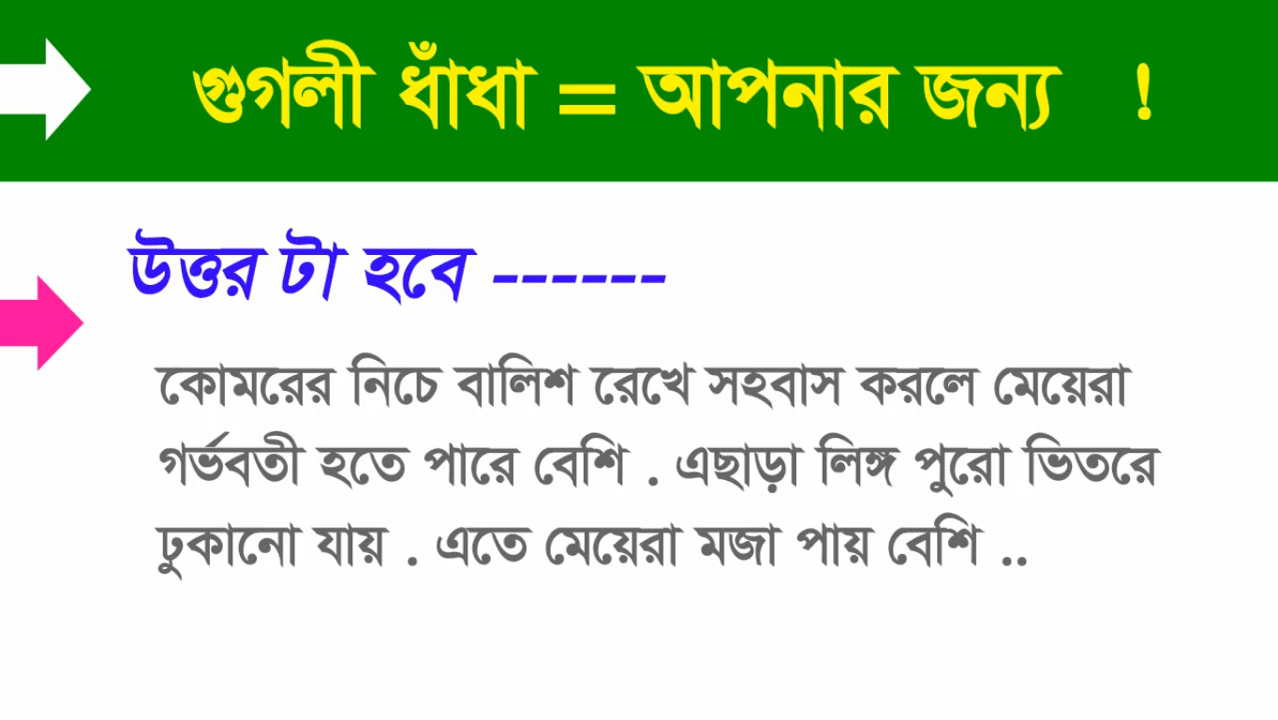 গুগলী ধাঁধা = আপনার জন্য !
উত্তর টা হবে ------
কোমরের নিচে বালিশ রেখে সহবাস করলে মেয়েরা
গর্ভবতী হতে পারে বেশি . এছাড়া লিঙ্গ পুরো ভিতরে
ঢুকানো যায় . এতে মেয়েরা মজা পায় বেশি ..